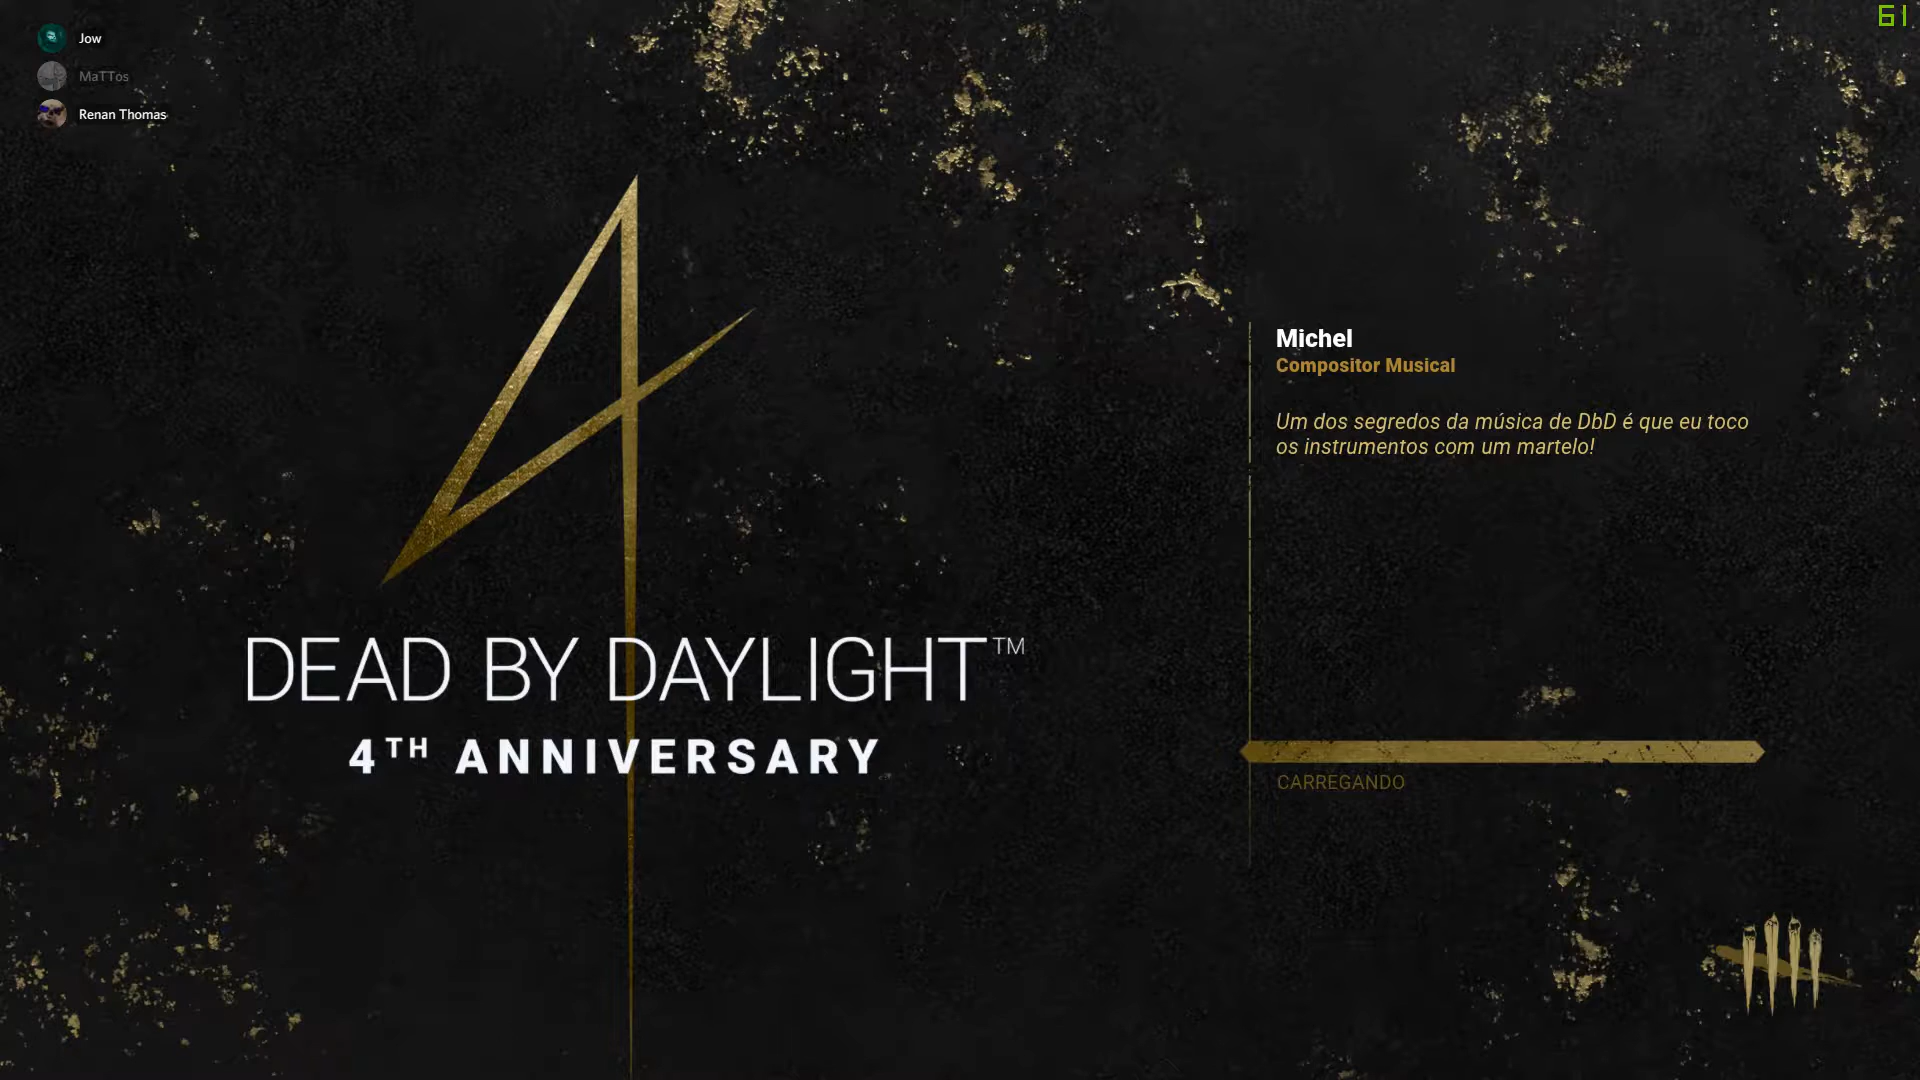 Jow
MaTTos
Renan Thomas
61
Michel
Compositor Musical
Um dos segredos da música de DbD é que eu toco
os instrumentos com um martelo!
DEAD BY DAYLIGHT™
4TH ANNIVERSARY
CARREGANDO